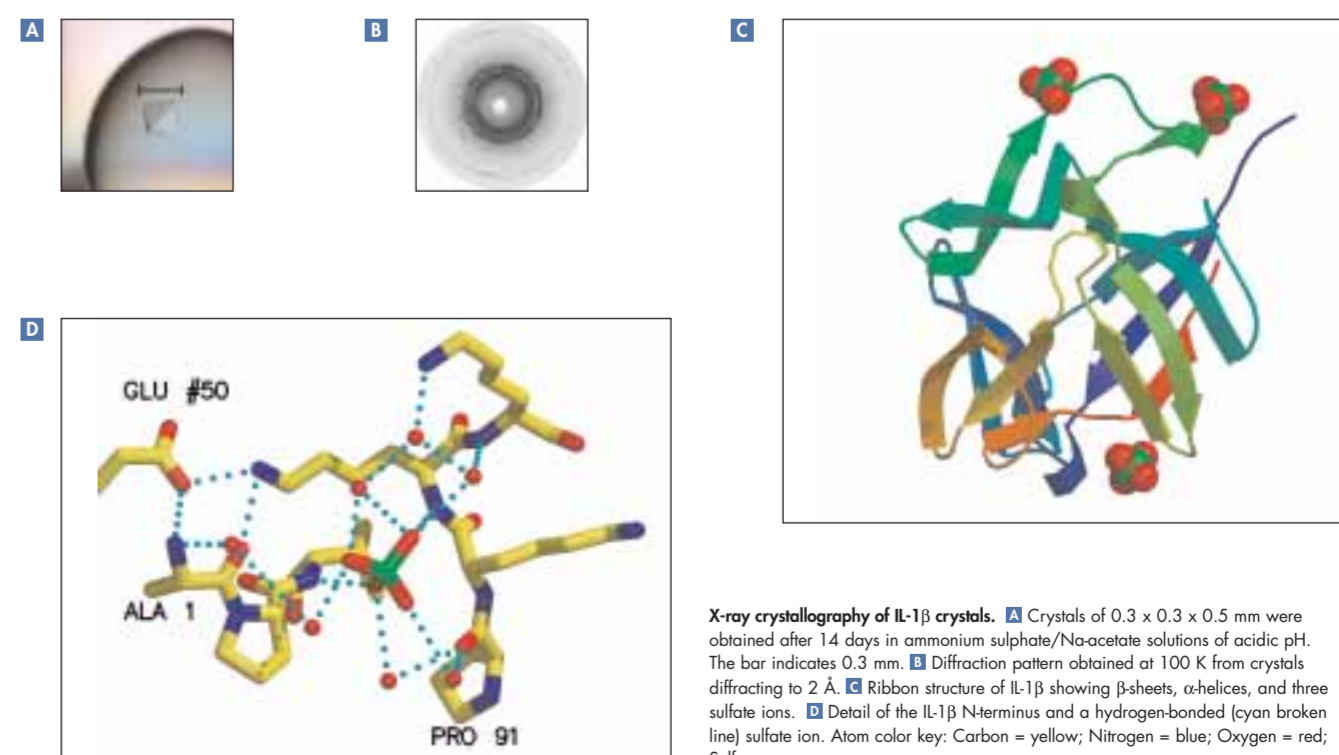 A
B
C
D
GLU #50
ALA 1
PRO 91
X-ray crystallography of IL-1β crystals. A Crystals of 0.3 x 0.3 x 0.5 mm were
obtained after 14 days in ammonium sulphate/Na-acetate solutions of acidic pH.
The bar indicates 0.3 mm. B Diffraction pattern obtained at 100 K from crystals
diffracting to 2 Å. C Ribbon structure of IL-1β showing β-sheets, α-helices, and three
sulfate ions. D Detail of the IL-1β N-terminus and a hydrogen-bonded (cyan broken
line) sulfate ion. Atom color key: Carbon = yellow; Nitrogen = blue; Oxygen = red;